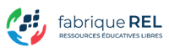 fabrique REL
RESSOURCES ÉDUCATIVES LIBRES